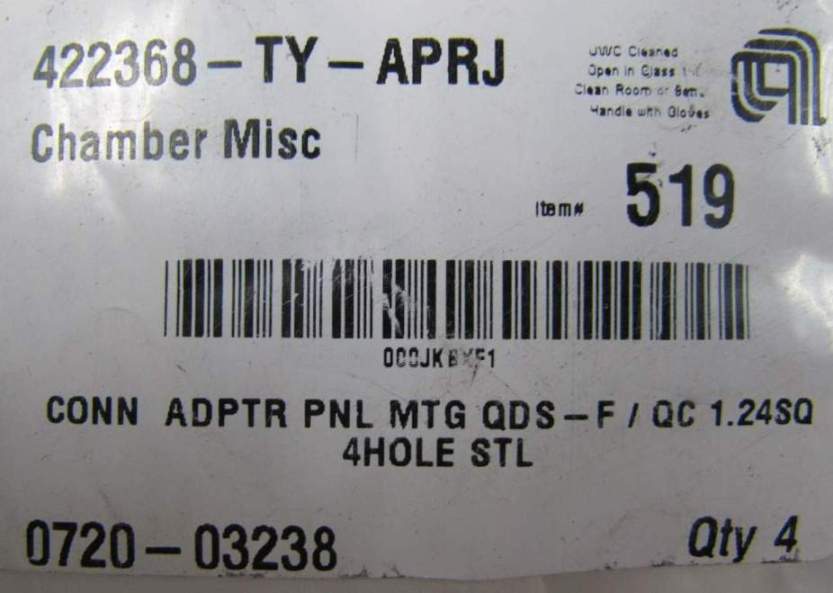 422368-TY-APRJ
UWC Cleaned
Open in Class
Clean Room or
Handle with Gloves
Chamber Misc
Item# 519
CONN ADPTR PNL MTG QDS-F / QC 1.24SQ
4HOLE STL
0720-03238
Qty 4